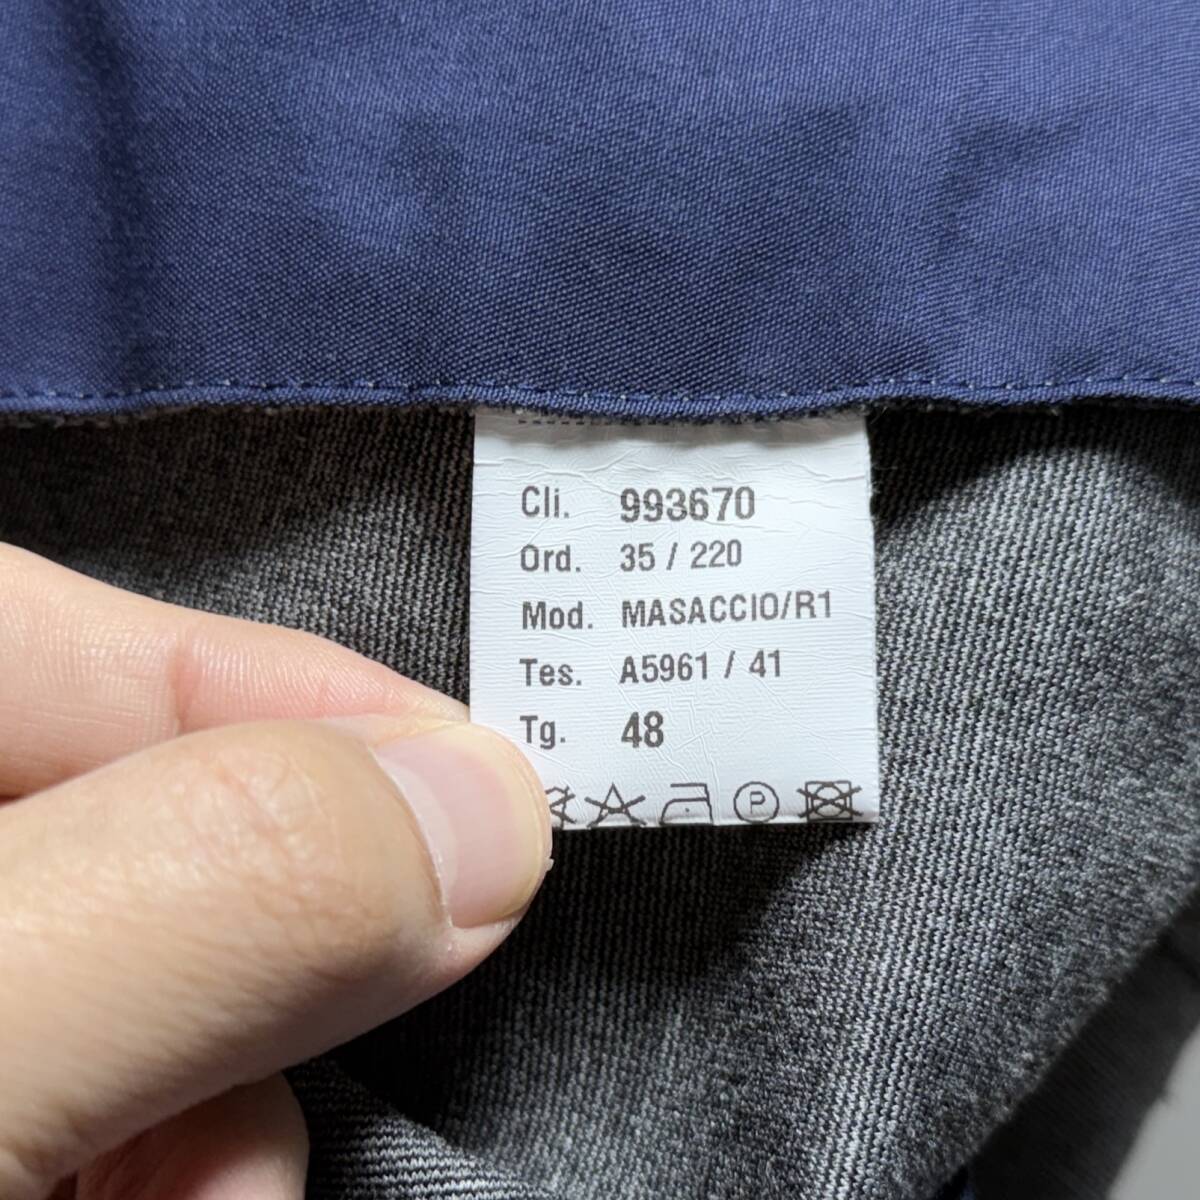 Cli. 993670
Ord. 35 / 220
Mod. MASACCIO/R1
Tes. A5961 / 41
Tg. 48
P